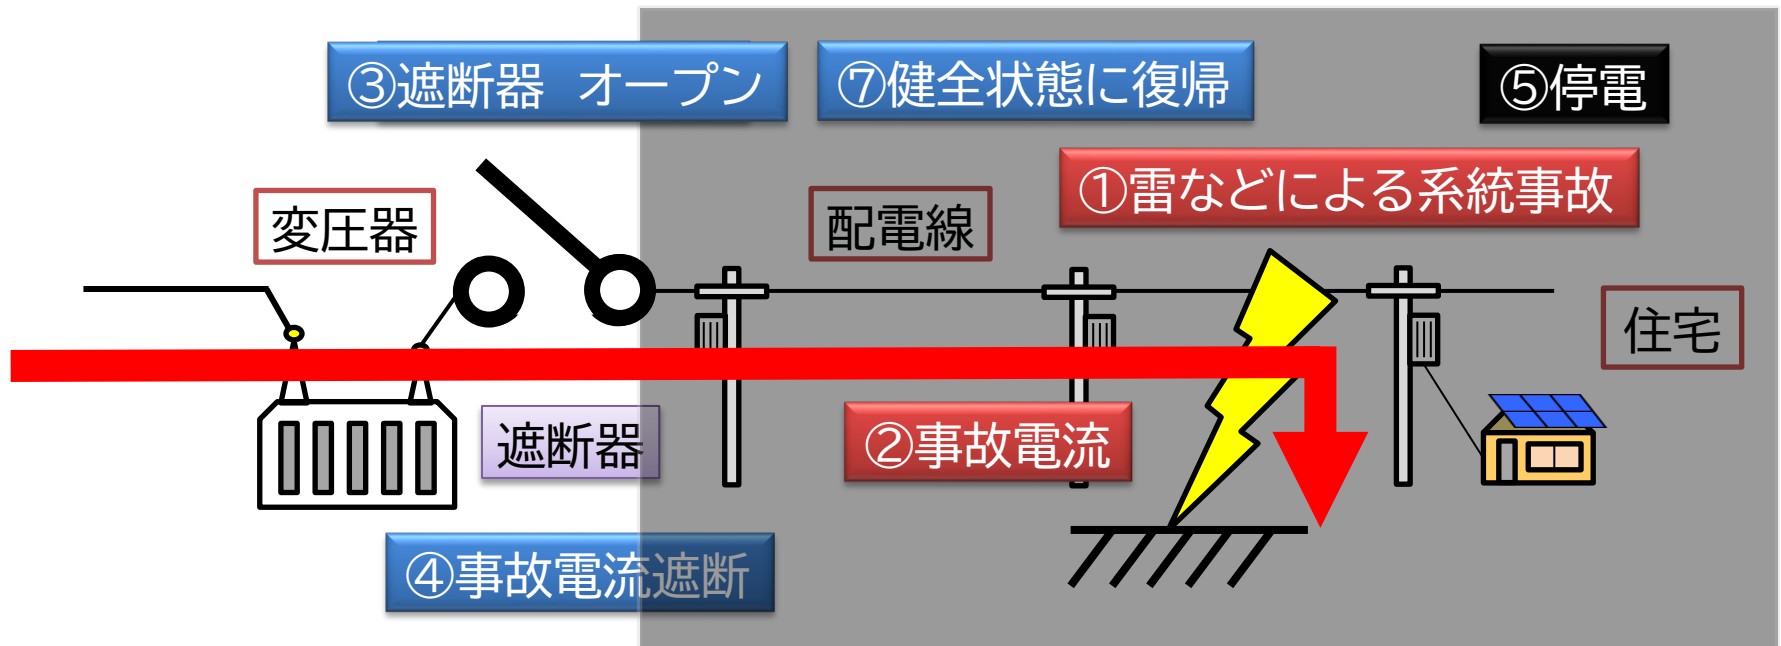 ③遮断器　オープン
⑦健全状態に復帰
⑤停電
①雷などによる系統事故
変圧器
配電線
住宅
遮断器
②事故電流
④事故電流遮断